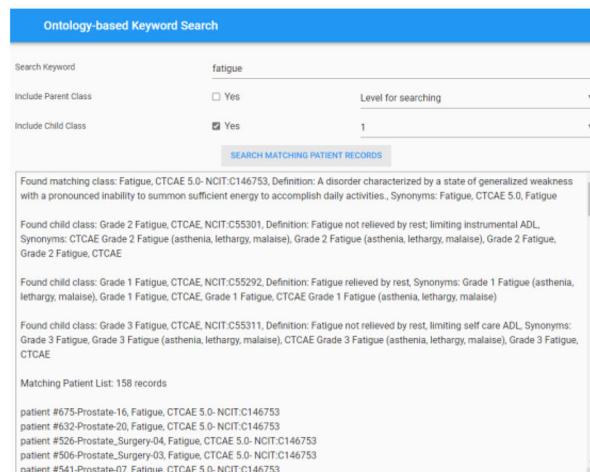 Ontology-based Keyword Search
Search Keyword fatigue
Include Parent Class Yes Level for searching
Include Child Class Yes 1
SEARCH MATCHING PATIENT RECORDS
Found matching class: Fatigue, CTCAE 5.0- NCIT:C146753, Definition: A disorder characterized by a state of generalized weakness
with a pronounced inability to summon sufficient energy to accomplish daily activities., Synonyms: Fatigue, CTCAE 5.0, Fatigue
Found child class: Grade 2 Fatigue, CTCAE, NCIT:C55301, Definition: Fatigue not relieved by rest; limiting instrumental ADL,
Synonyms: CTCAE Grade 2 Fatigue (asthenia, lethargy, malaise), Grade 2 Fatigue (asthenia, lethargy, malaise), Grade 2 Fatigue,
Grade 2 Fatigue, CTCAE
Found child class: Grade 1 Fatigue, CTCAE, NCIT:C55292, Definition: Fatigue relieved by rest, Synonyms: Grade 1 Fatigue (asthenia,
lethargy, malaise), Grade 1 Fatigue, CTCAE, Grade 1 Fatigue, CTCAE Grade 1 Fatigue (asthenia, lethargy, malaise)
Found child class: Grade 3 Fatigue, CTCAE, NCIT:C55311, Definition: Fatigue not relieved by rest, limiting self care ADL, Synonyms:
Grade 3 Fatigue, Grade 3 Fatigue (asthenia, lethargy, malaise), CTCAE Grade 3 Fatigue (asthenia, lethargy, malaise), Grade 3 Fatigue,
CTCAE
Matching Patient List: 158 records
patient #675-Prostate-16, Fatigue, CTCAE 5.0- NCIT:C146753
patient #632-Prostate-20, Fatigue, CTCAE 5.0- NCIT:C146753
patient #526-Prostate_Surgery-04, Fatigue, CTCAE 5.0- NCIT:C146753
patient #506-Prostate_Surgery-03, Fatigue, CTCAE 5.0- NCIT:C146753
patient #541-Prostate-07, Fatigue, CTCAE 5.0- NCIT:C146753